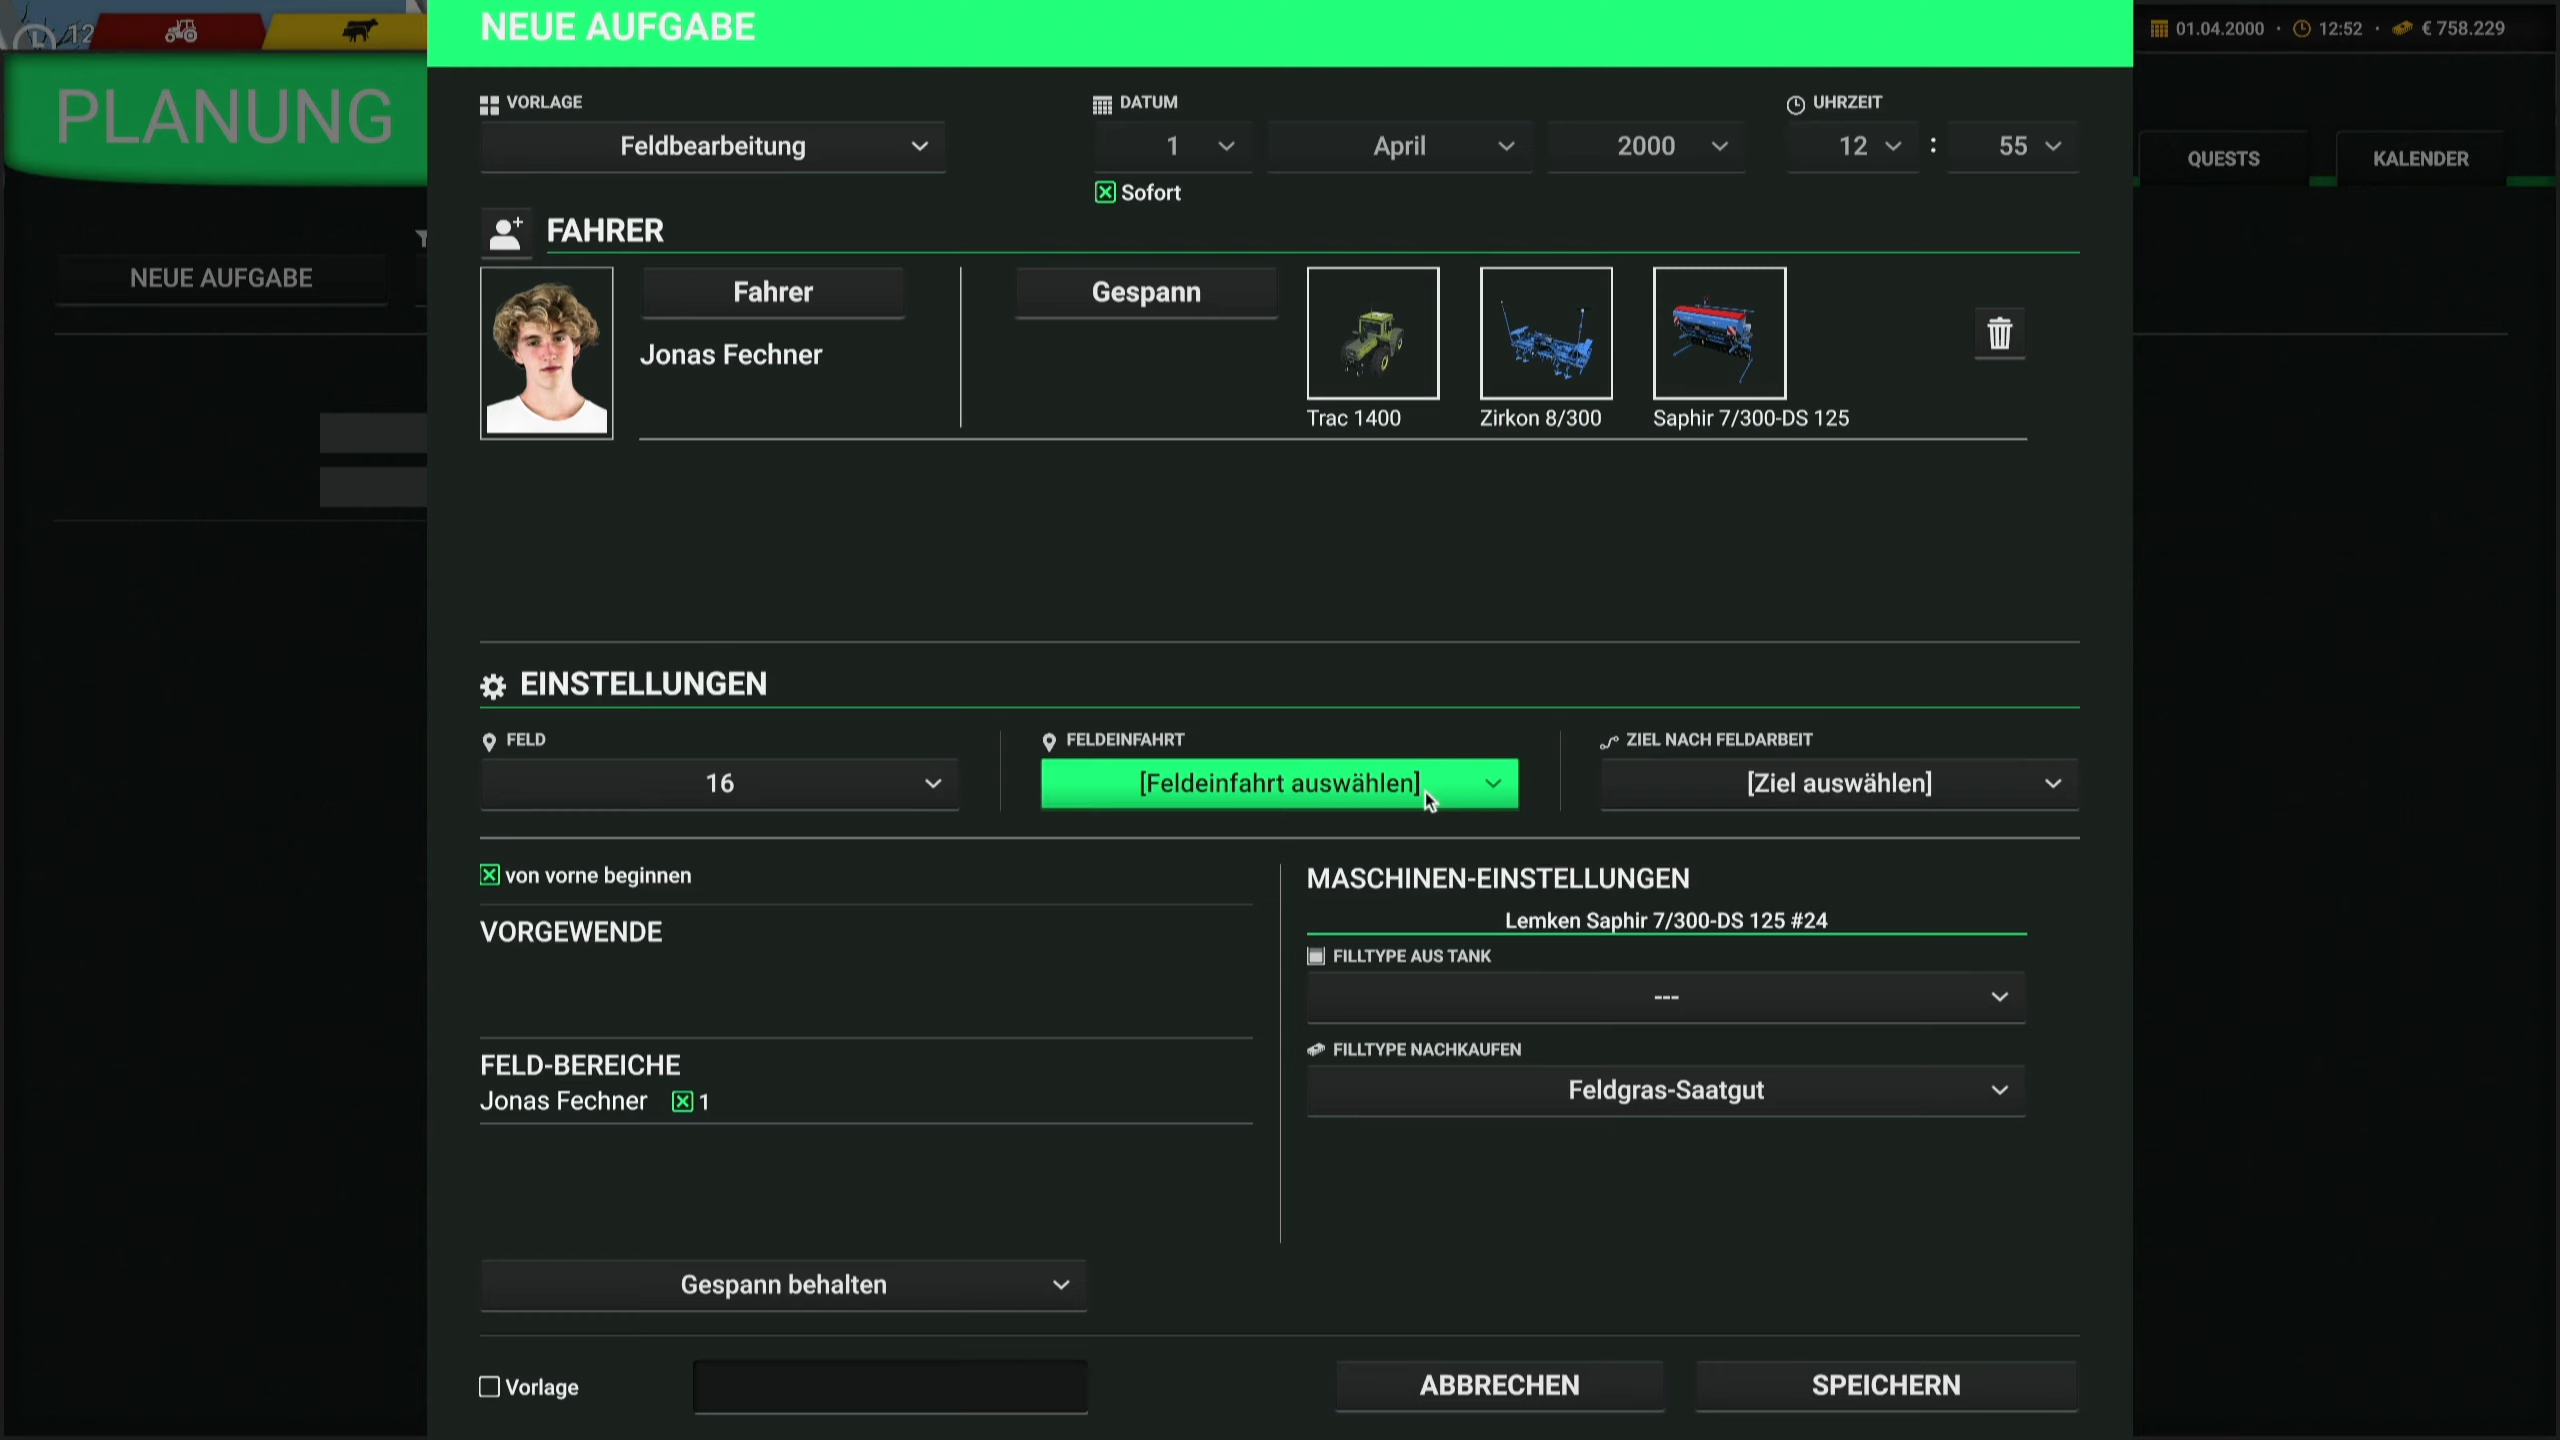 NEUE AUFGABE
12
01.04.2000 · 12:52 · € 758.229
PLANUNG
VORLAGE
DATUM
UHRZEIT
Feldbearbeitung
1
April
2000
12 : 55
QUESTS
KALENDER
Sofort
FAHRER
NEUE AUFGABE
Fahrer
Gespann
Jonas Fechner
Trac 1400
Zirkon 8/300
Saphir 7/300-DS 125
EINSTELLUNGEN
FELD
FELDEINFAHRT
ZIEL NACH FELDARBEIT
16
[Feldeinfahrt auswählen]
[Ziel auswählen]
von vorne beginnen
MASCHINEN-EINSTELLUNGEN
Lemken Saphir 7/300-DS 125 #24
VORGEWENDE
FILLTYPE AUS TANK
---
FILLTYPE NACHKAUFEN
FELD-BEREICHE
Feldgras-Saatgut
Jonas Fechner 1
Gespann behalten
Vorlage
ABBRECHEN
SPEICHERN